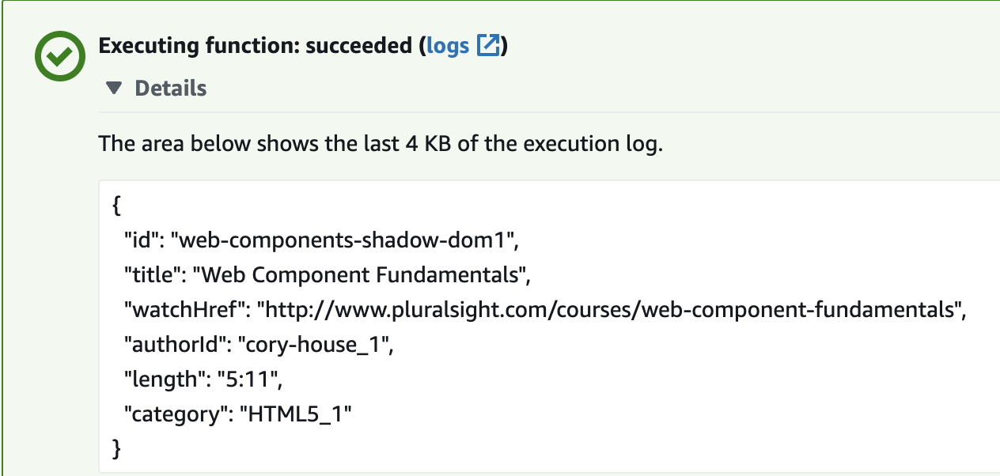 Executing function: succeeded (logs)
Details
The area below shows the last 4 KB of the execution log.
{
"id": "web-components-shadow-dom1",
"title": "Web Component Fundamentals",
"watchHref": "http://www.pluralsight.com/courses/web-component-fundamentals",
"authorId": "cory-house_1",
"length": "5:11",
"category": "HTML5_1"
}